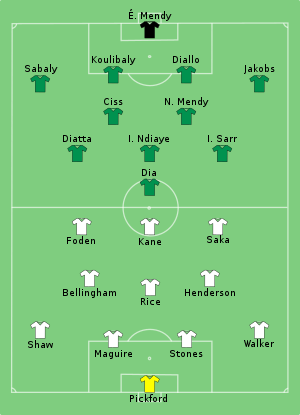 É. Mendy
Sabaly Koulibaly Diallo Jakobs
Ciss N. Mendy
Diatta I. Ndiaye I. Sarr
Dia
Foden Kane Saka
Bellingham Rice Henderson
Shaw Maguire Stones Walker
Pickford